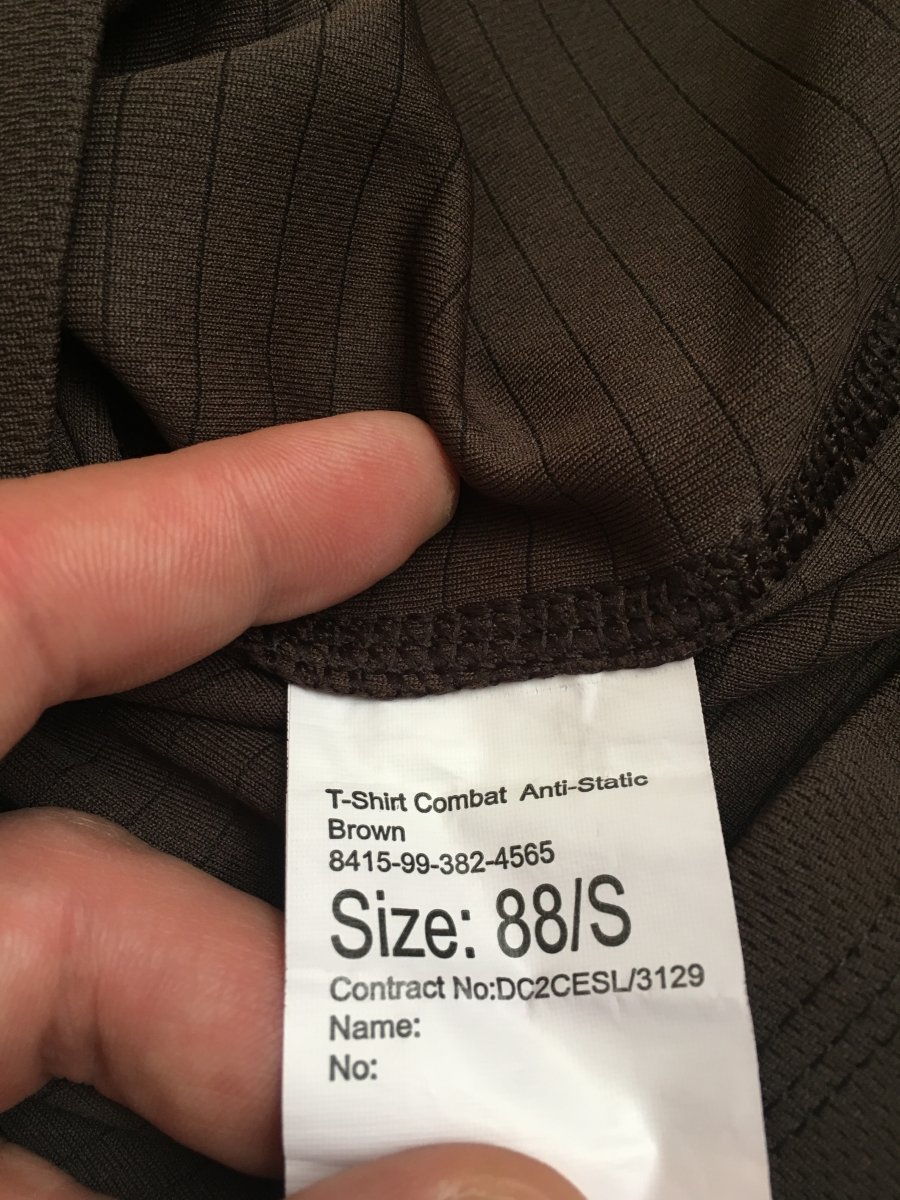 T-Shirt Combat Anti-Static
Brown
8415-99-382-4565
Size: 88/S
Contract No:DC2CESL/3129
Name:
No: